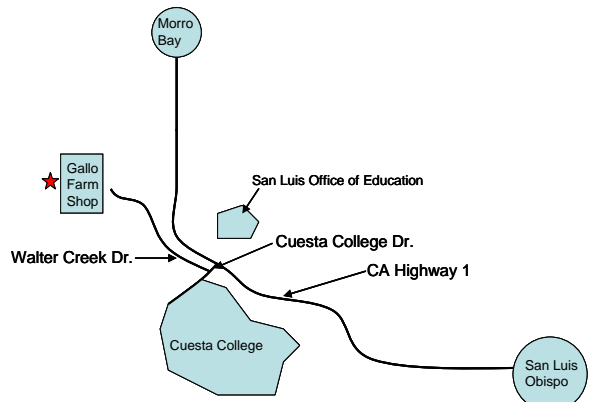 Morro
Bay
Gallo
Farm
Shop
San Luis Office of Education
Cuesta College Dr.
Walter Creek Dr.
CA Highway 1
Cuesta College
San Luis
Obispo